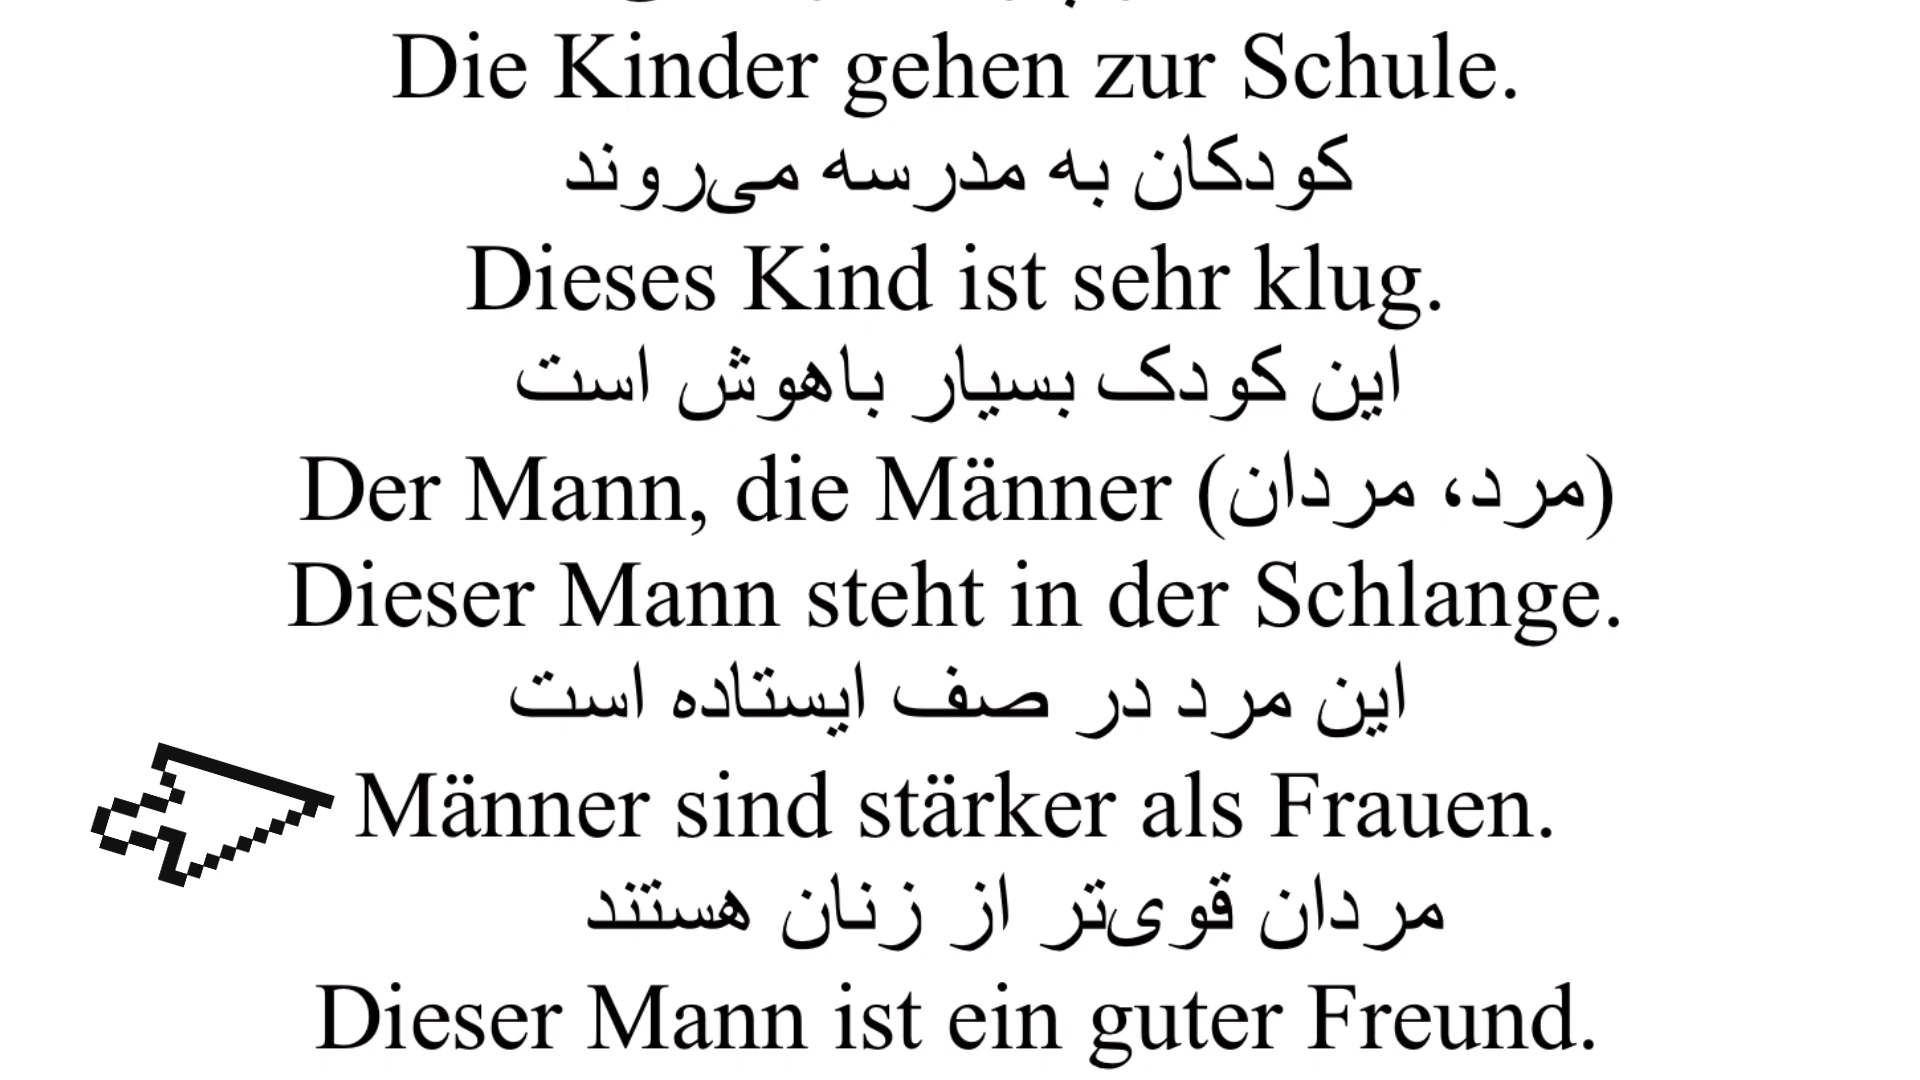 Die Kinder gehen zur Schule.
کودکان به مدرسه می‌روند
Dieses Kind ist sehr klug.
این کودک بسیار باهوش است
Der Mann, die Männer (مرد، مردان)
Dieser Mann steht in der Schlange.
این مرد در صف ایستاده است
Männer sind stärker als Frauen.
مردان قوی‌تر از زنان هستند
Dieser Mann ist ein guter Freund.